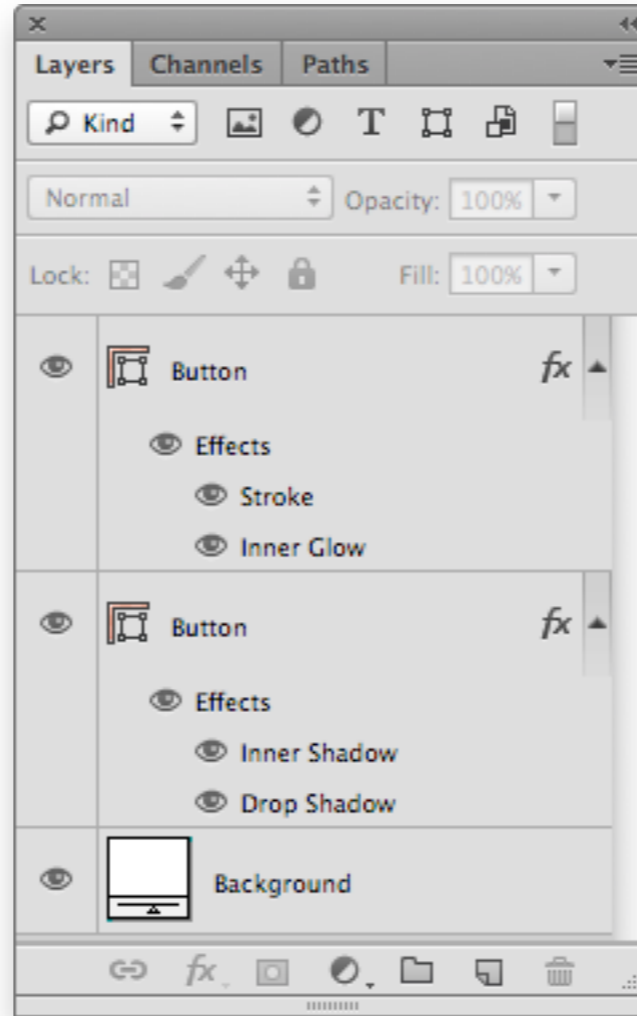 Layers Channels Paths
Kind T
Normal Opacity: 100%
Lock: Fill: 100%
Button fx
Effects
Stroke
Inner Glow
Button fx
Effects
Inner Shadow
Drop Shadow
Background
fx